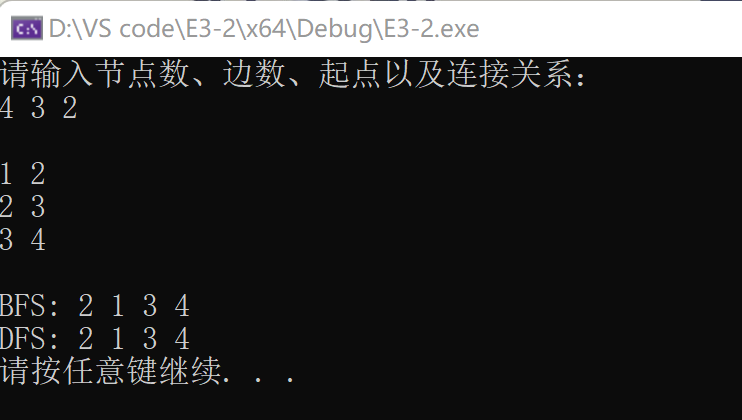 D:\VS code\E3-2\x64\Debug\E3-2.exe
请输入节点数、边数、起点以及连接关系：
4 3 2
1 2
2 3
3 4
BFS: 2 1 3 4
DFS: 2 1 3 4
请按任意键继续. . .